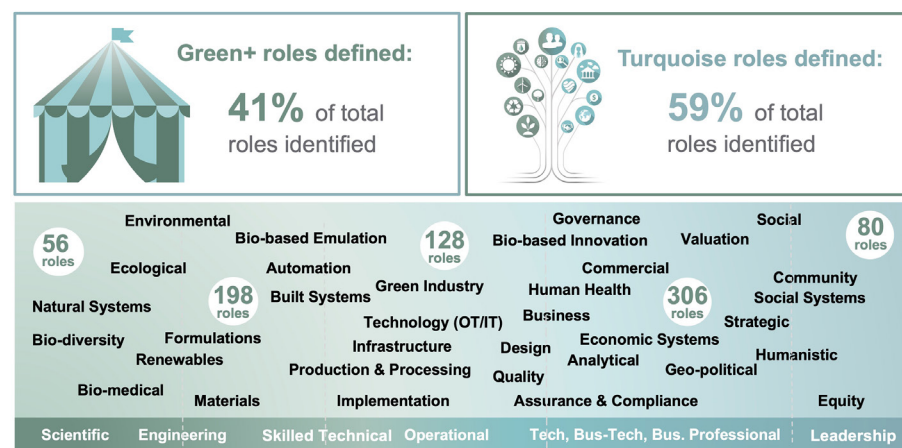 Green+ roles defined:
41% of total
roles identified
Turquoise roles defined:
59% of total
roles identified
56
roles
Environmental
Bio-based Emulation
128
roles
Governance
Bio-based Innovation
Social
Valuation
80
roles
Ecological
Automation
Commercial
Natural Systems
198
roles
Built Systems
Green Industry
Human Health
306
roles
Community
Social Systems
Technology (OT/IT)
Business
Strategic
Bio-diversity
Formulations
Infrastructure
Design
Economic Systems
Renewables
Production & Processing
Analytical
Humanistic
Quality
Geo-political
Bio-medical
Materials
Implementation
Assurance & Compliance
Equity
Scientific
Engineering
Skilled Technical
Operational
Tech, Bus-Tech, Bus. Professional
Leadership